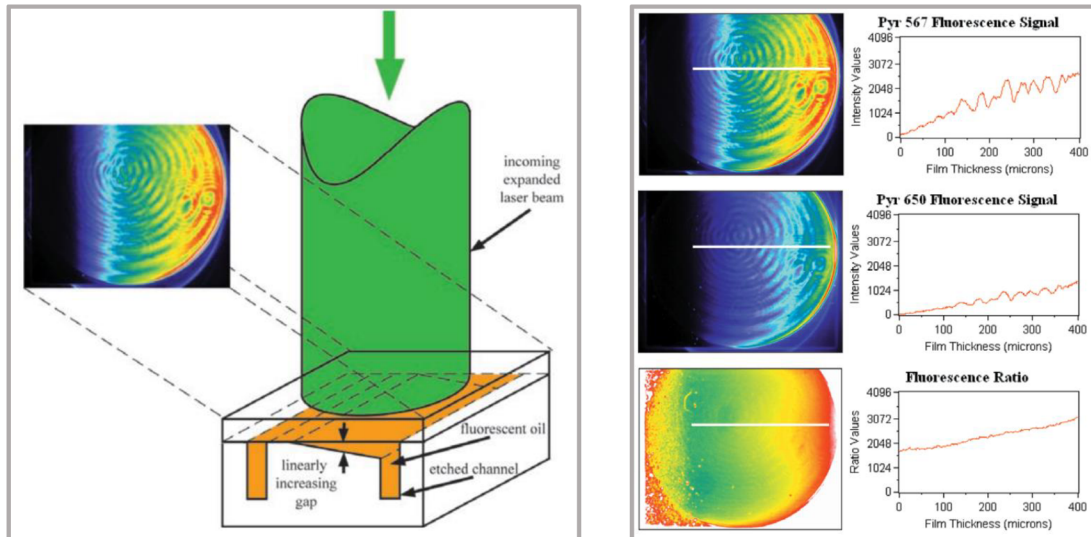 incoming
expanded
laser beam
fluorescent oil
linearly
increasing
gap
etched channel
Pyr 567 Fluorescence Signal
4096
3072
2048
1024
0
Intensity Values
0 100 200 300 400
Film Thickness (microns)
Pyr 650 Fluorescence Signal
4096
3072
2048
1024
0
Intensity Values
0 100 200 300 400
Film Thickness (microns)
Fluorescence Ratio
4096
3072
2048
1024
0
Ratio Values
0 100 200 300 400
Film Thickness (microns)